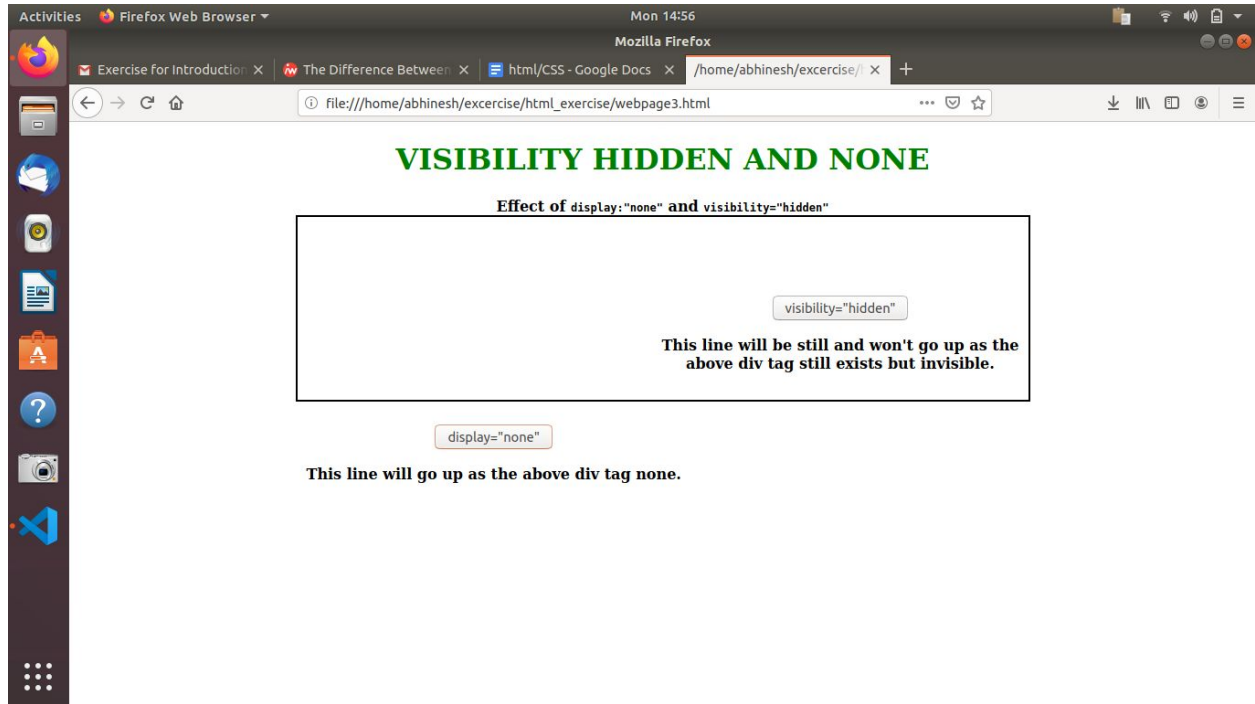 Activities Firefox Web Browser
Mon 14:56
Mozilla Firefox
Exercise for Introduction
The Difference Between
html/CSS - Google Docs
/home/abhinesh/excercise/
file:///home/abhinesh/excercise/html_exercise/webpage3.html
VISIBILITY HIDDEN AND NONE
Effect of display:"none" and visibility="hidden"
visibility="hidden"
This line will be still and won't go up as the
above div tag still exists but invisible.
display="none"
This line will go up as the above div tag none.